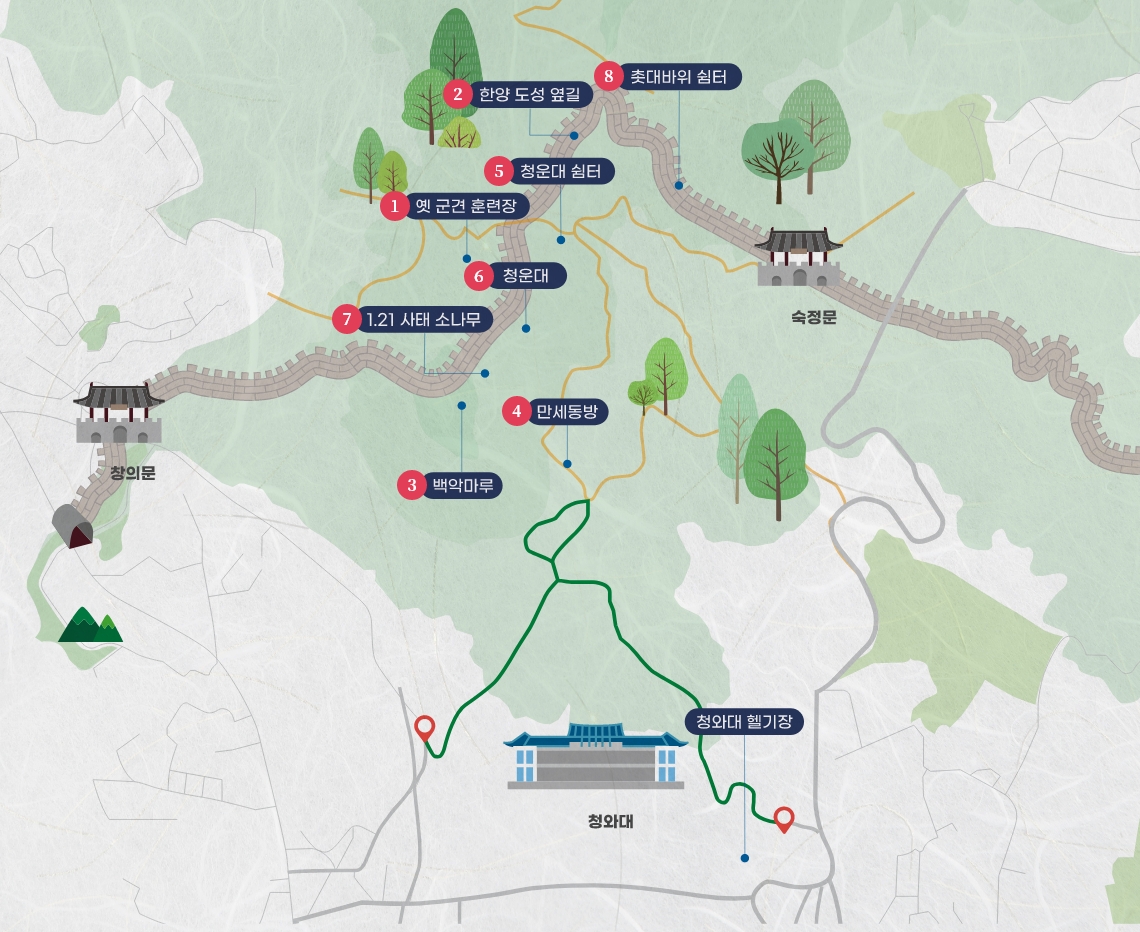 8 촛대바위 쉼터
2 한양 도성 옆길
5 청운대 쉼터
1 옛 군견 훈련장
6 청운대
7 1.21 사태 소나무
숙정문
4 만세동방
창의문
3 백악마루
청와대 헬기장
청와대